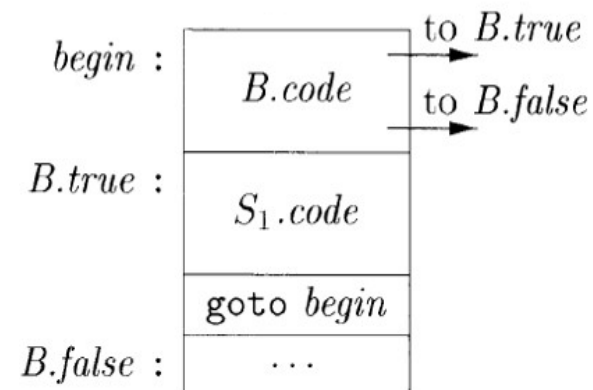 to B.true
begin :
B.code
to B.false
B.true :
S₁.code
goto begin
B.false : ...